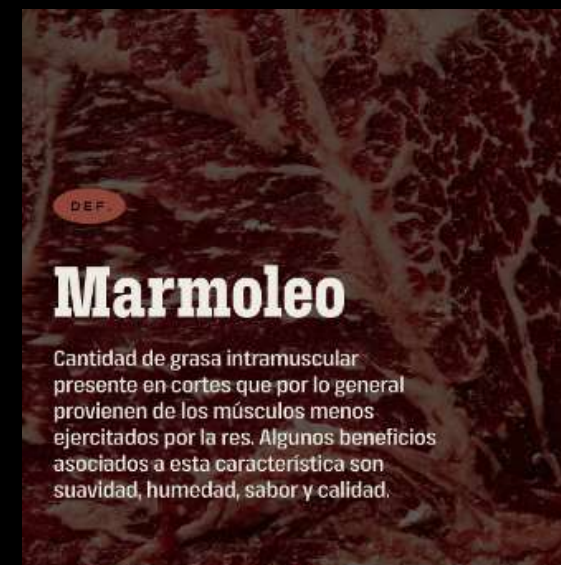 DEF.
Marmoleo
Cantidad de grasa intramuscular
presente en cortes que por lo general
provienen de los músculos menos
ejercitados por la res. Algunos beneficios
asociados a esta característica son
suavidad, humedad, sabor y calidad.